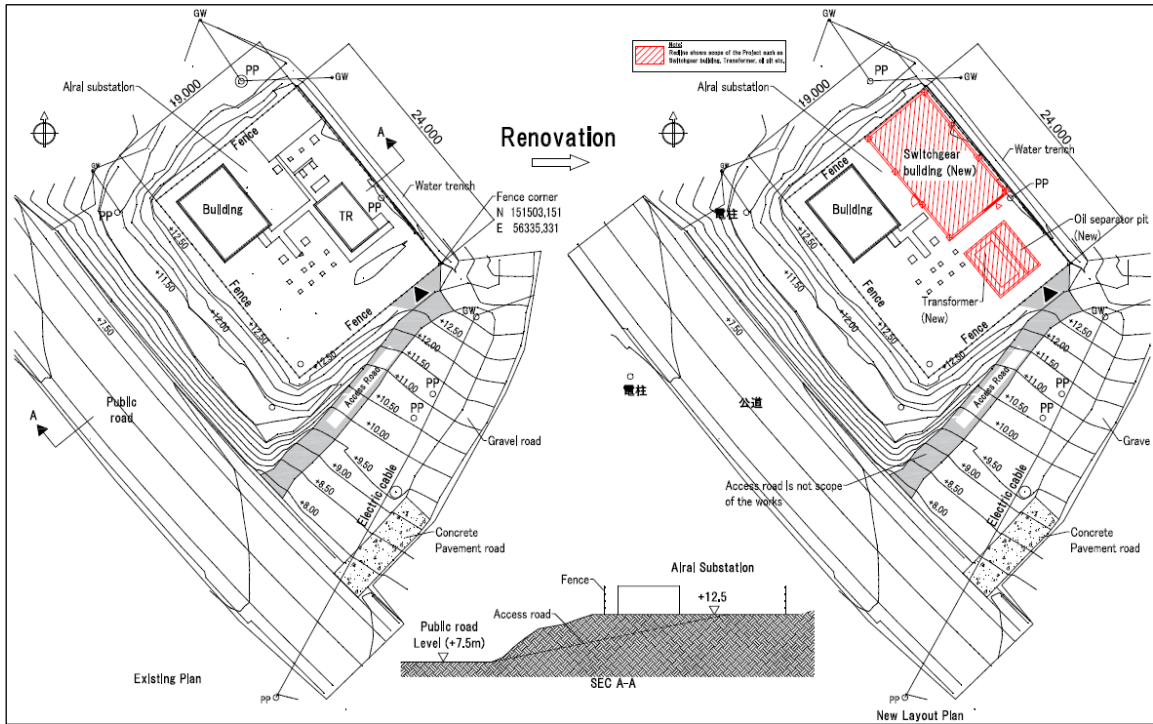 GW
PP
GW
19,000
24,000
Airai substation
A
Fence
GW
Renovation
Water trench
Building
TR
PP
PP
Fence corner
N 151503,151
E 56335,331
+12.50
+11.50
+12.00
+12.50
Fence
Fence
+12.50
+7.50
GW
+12.50
+12.00
+11.50
+11.00
+10.50
+10.00
+9.50
+9.00
+8.50
+8.00
PP
Access Road
Public
road
A
Gravel road
Electric cable
Concrete
Pavement road
PP
Existing Plan
Fence
Airai Substation
+12.5
Access road
Public road
Level (+7.5m)
SEC A-A
Note:
Redline shows scope of the Project such as
Switchgear building, Transformer, oil pit etc.
GW
PP
GW
19,000
24,000
Airai substation
Fence
GW
Switchgear
building (New)
Water trench
PP
Building
電柱
Oil separator pit
(New)
Transformer
(New)
+12.50
+11.50
+12.00
+12.50
Fence
Fence
+12.50
+7.50
GW
+12.50
+12.00
+11.50
+11.00
+10.50
+10.00
+9.50
+9.00
+8.50
+8.00
PP
PP
Access Road
電柱
公道
Grave
Access road is not scope
of the works
Electric cable
Concrete
Pavement road
PP
New Layout Plan